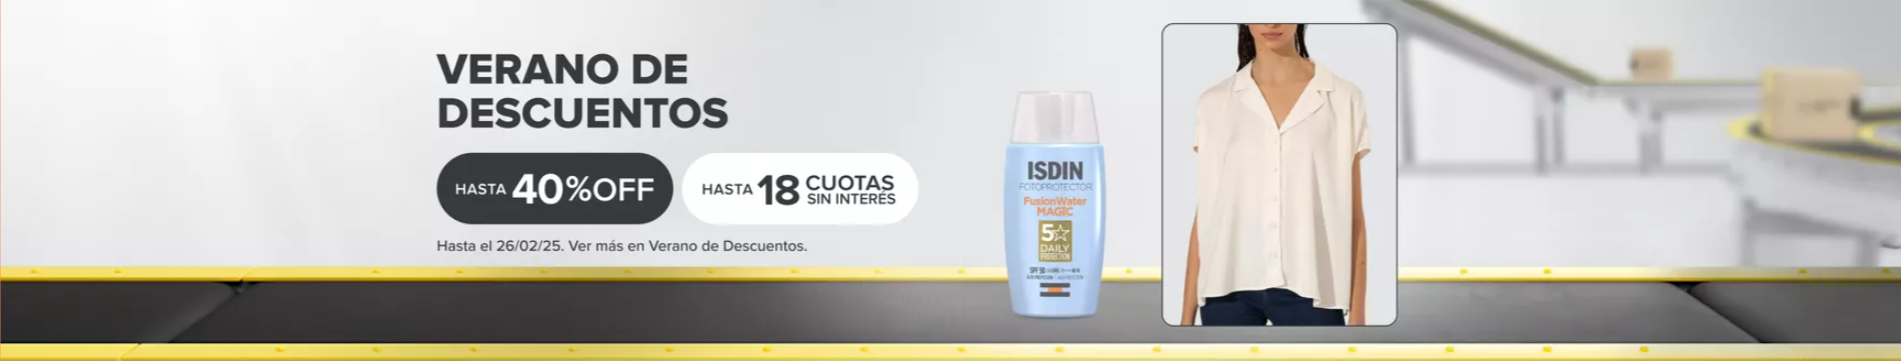 VERANO DE
DESCUENTOS
HASTA 40%OFF
HASTA 18 CUOTAS
SIN INTERÉS
Hasta el 26/02/25. Ver más en Verano de Descuentos.
ISDIN
FOTOPROTECTOR
FusionWater
MAGIC
5☆
DAILY
PROTECTION
SPF 50